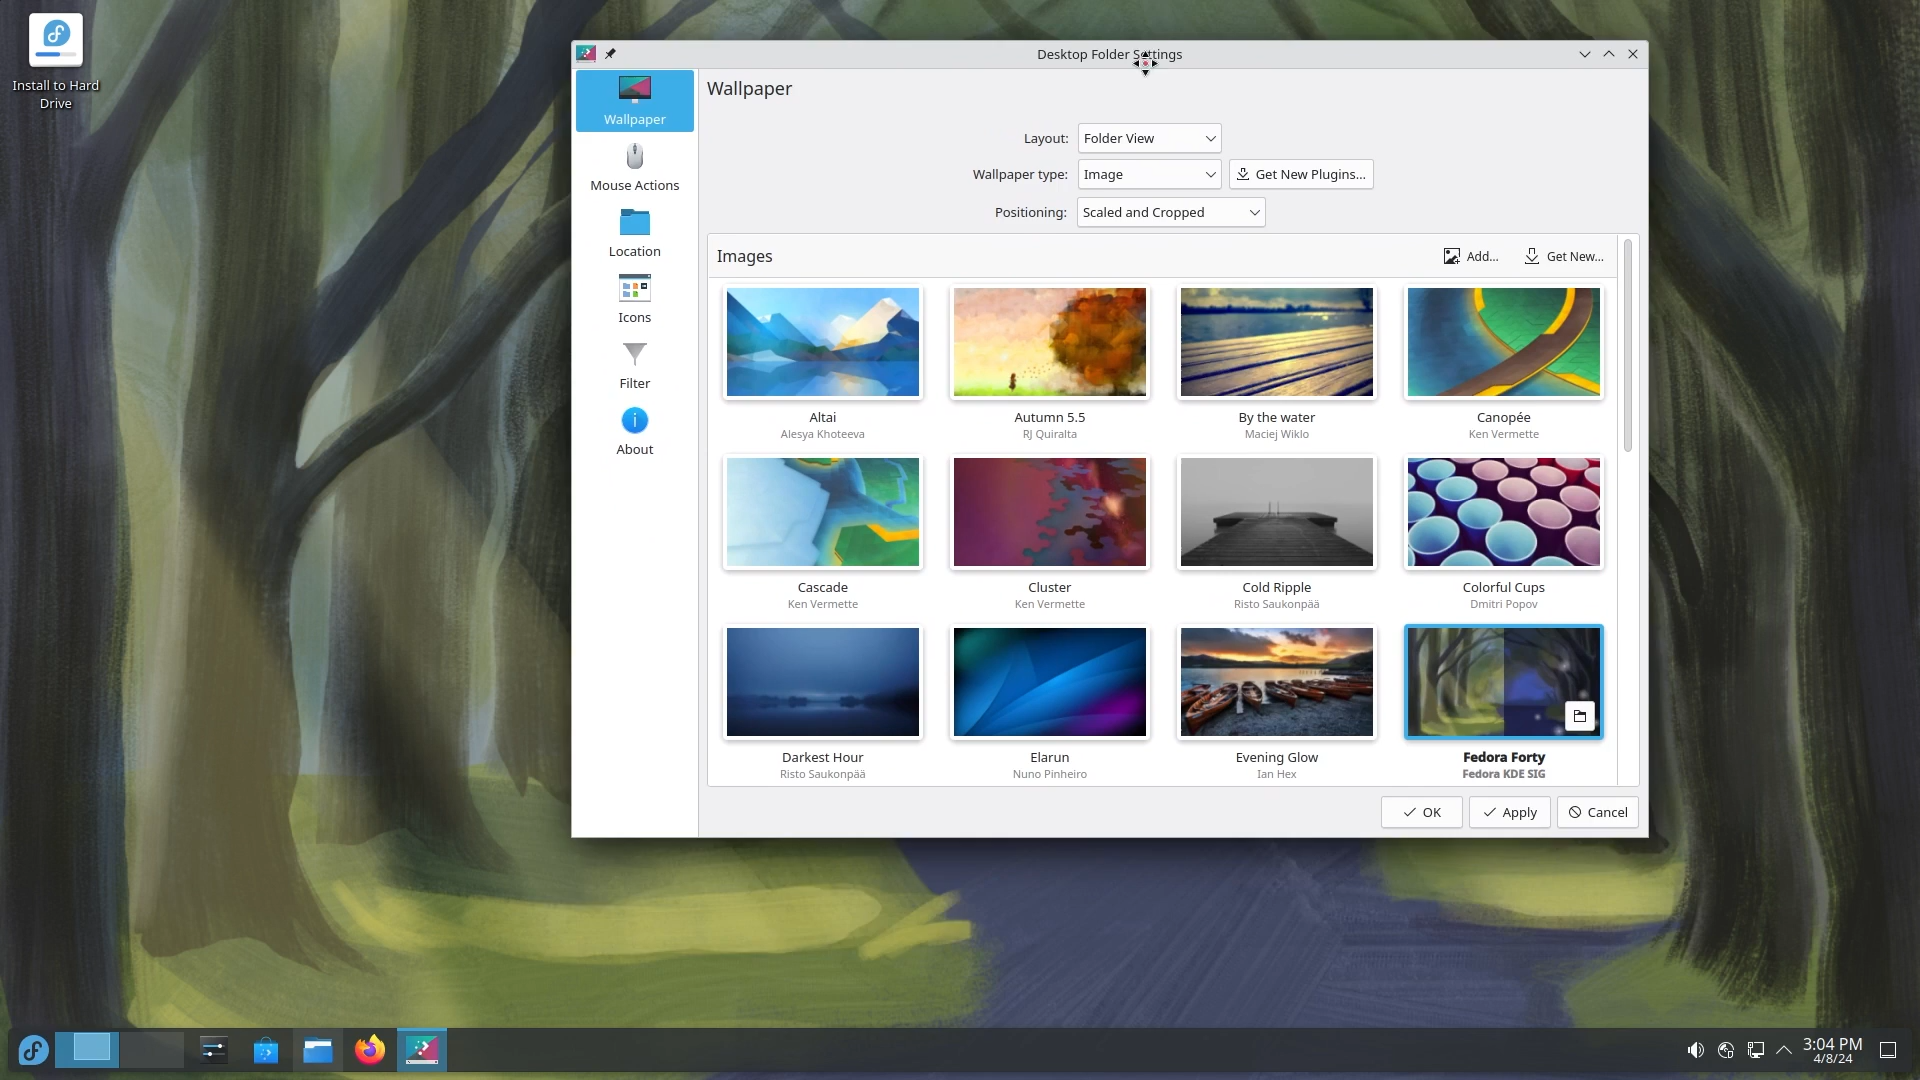 Install to Hard
Drive
Desktop Folder Settings
Wallpaper
Mouse Actions
Location
Icons
Filter
About
Wallpaper
Layout: Folder View
Wallpaper type: Image Get New Plugins...
Positioning: Scaled and Cropped
Images Add... Get New...
Altai Autumn 5.5 By the water Canopée
Alesya Khoteeva RJ Quiralta Maciej Wiklo Ken Vermette
Cascade Cluster Cold Ripple Colorful Cups
Ken Vermette Ken Vermette Risto Saukonpää Dmitri Popov
Darkest Hour Elarun Evening Glow Fedora Forty
Risto Saukonpää Nuno Pinheiro Ian Hex Fedora KDE SIG
OK Apply Cancel
3:04 PM
4/8/24